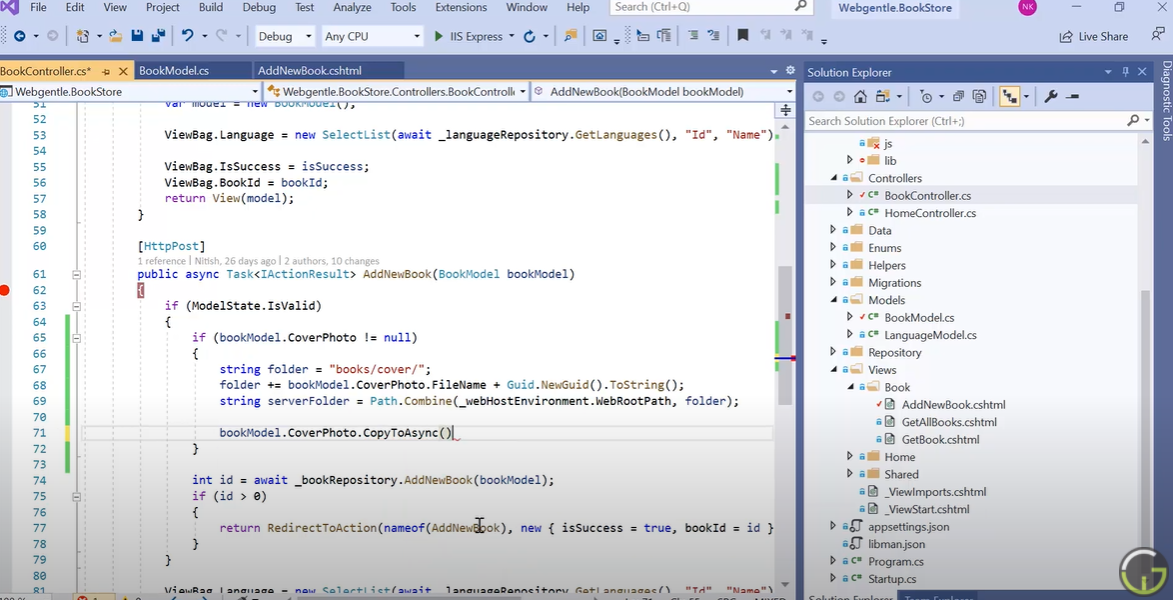 File Edit View Project Build Debug Test Analyze Tools Extensions Window Help Search (Ctrl+Q) Webgentle.BookStore NK
Debug Any CPU IIS Express Live Share
BookController.cs* BookModel.cs AddNewBook.cshtml
Webgentle.BookStore Webgentle.BookStore.Controllers.BookControlle AddNewBook(BookModel bookModel)
51 var model = new BookModel();
52
53 ViewBag.Language = new SelectList(await _languageRepository.GetLanguages(), "Id", "Name")
54
55 ViewBag.IsSuccess = isSuccess;
56 ViewBag.BookId = bookId;
57 return View(model);
58 }
59
60 [HttpPost]
1 reference | Nitish, 26 days ago | 2 authors, 10 changes
61 public async Task<IActionResult> AddNewBook(BookModel bookModel)
62 {
63 if (ModelState.IsValid)
64 {
65 if (bookModel.CoverPhoto != null)
66 {
67 string folder = "books/cover/";
68 folder += bookModel.CoverPhoto.FileName + Guid.NewGuid().ToString();
69 string serverFolder = Path.Combine(_webHostEnvironment.WebRootPath, folder);
70
71 bookModel.CoverPhoto.CopyToAsync()
72 }
73
74 int id = await _bookRepository.AddNewBook(bookModel);
75 if (id > 0)
76 {
77 return RedirectToAction(nameof(AddNewBook), new { isSuccess = true, bookId = id }
78 }
79 }
80
81 ViewBag.Language = new SelectList(await _languageRepository.GetLanguages(), "Id", "Name")
Solution Explorer
Search Solution Explorer (Ctrl+;)
js
lib
Controllers
C# BookController.cs
C# HomeController.cs
Data
Enums
Helpers
Migrations
Models
C# BookModel.cs
C# LanguageModel.cs
Repository
Views
Book
AddNewBook.cshtml
GetAllBooks.cshtml
GetBook.cshtml
Home
Shared
_ViewImports.cshtml
_ViewStart.cshtml
appsettings.json
libman.json
C# Program.cs
C# Startup.cs
Solution Explorer Team Explorer
Diagnostic Tools